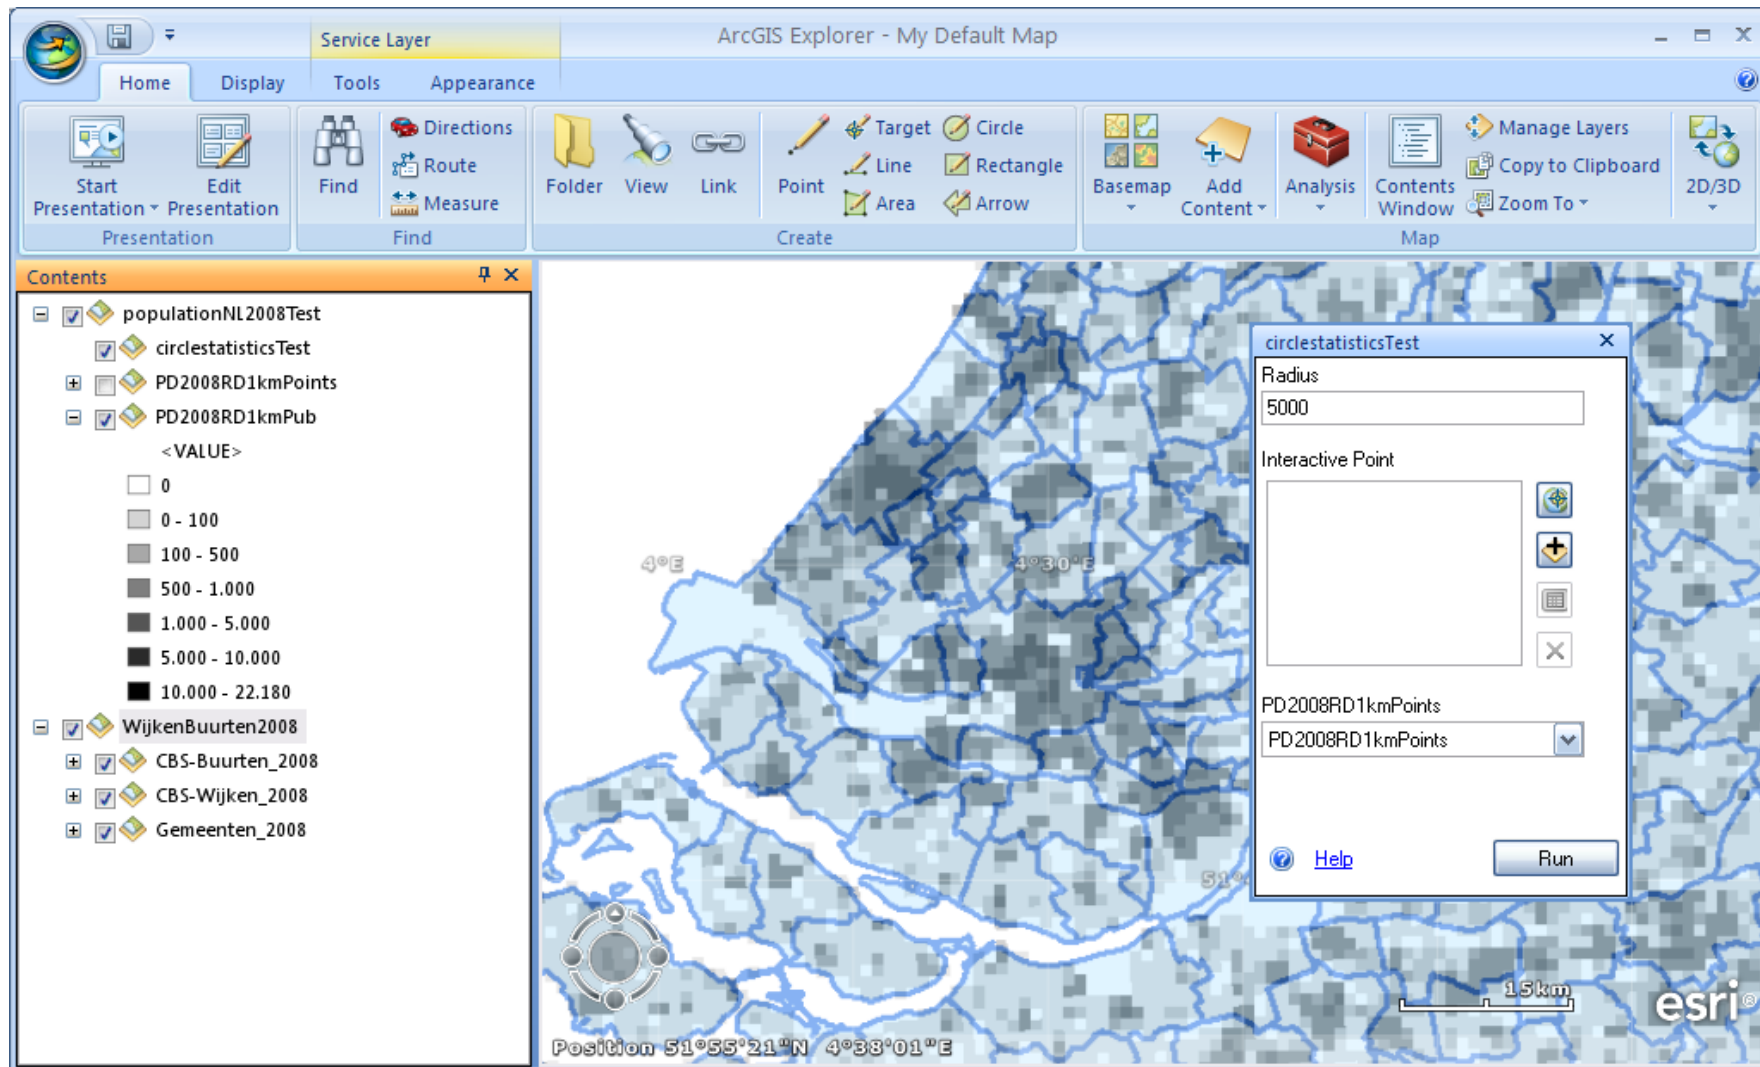 Service Layer
ArcGIS Explorer - My Default Map
Home
Display
Tools
Appearance
Start Presentation
Edit Presentation
Presentation
Find
Directions
Route
Measure
Find
Folder
View
Link
Point
Target
Line
Area
Circle
Rectangle
Arrow
Create
Basemap
Add Content
Analysis
Contents Window
Manage Layers
Copy to Clipboard
Zoom To
2D/3D
Map
Contents
populationNL2008Test
circlestatisticsTest
PD2008RD1kmPoints
PD2008RD1kmPub
<VALUE>
0
0 - 100
100 - 500
500 - 1.000
1.000 - 5.000
5.000 - 10.000
10.000 - 22.180
WijkenBuurten2008
CBS-Buurten_2008
CBS-Wijken_2008
Gemeenten_2008
4°E
4°30'E
circlestatisticsTest
Radius
5000
Interactive Point
PD2008RD1kmPoints
PD2008RD1kmPoints
Help
Run
15km
esri
Position 51°55'21"N 4°38'01"E